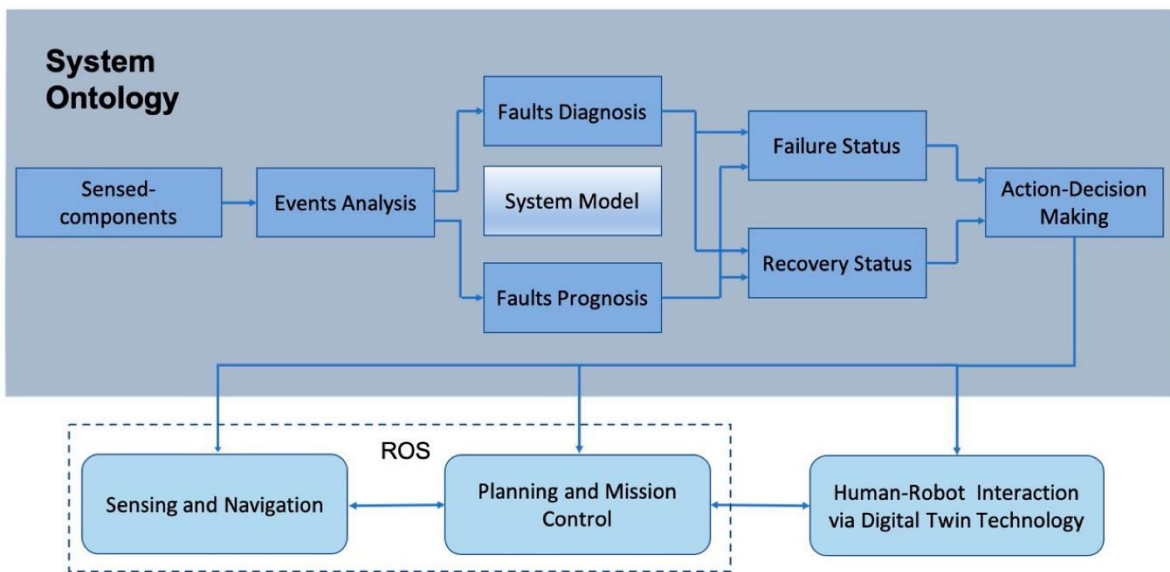 System
Ontology
Faults Diagnosis
Failure Status
Sensed-
components
Events Analysis
System Model
Action-Decision
Making
Faults Prognosis
Recovery Status
ROS
Sensing and Navigation
Planning and Mission
Control
Human-Robot Interaction
via Digital Twin Technology